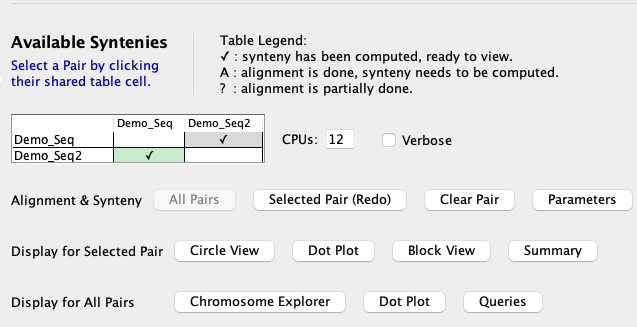 Available Syntenies
Select a Pair by clicking
their shared table cell.
Table Legend:
✓ : synteny has been computed, ready to view.
A : alignment is done, synteny needs to be computed.
? : alignment is partially done.
Demo_Seq Demo_Seq2
Demo_Seq ✓
Demo_Seq2 ✓
CPUs: 12 Verbose
Alignment & Synteny All Pairs Selected Pair (Redo) Clear Pair Parameters
Display for Selected Pair Circle View Dot Plot Block View Summary
Display for All Pairs Chromosome Explorer Dot Plot Queries